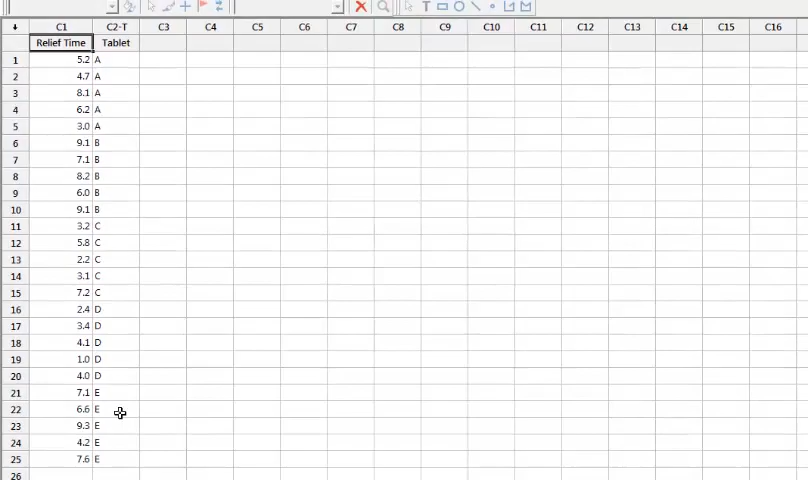 C1 C2-T C3 C4 C5 C6 C7 C8 C9 C10 C11 C12 C13 C14 C15 C16
Relief Time Tablet
1 5.2 A
2 4.7 A
3 8.1 A
4 6.2 A
5 3.0 A
6 9.1 B
7 7.1 B
8 8.2 B
9 6.0 B
10 9.1 B
11 3.2 C
12 5.8 C
13 2.2 C
14 3.1 C
15 7.2 C
16 2.4 D
17 3.4 D
18 4.1 D
19 1.0 D
20 4.0 D
21 7.1 E
22 6.6 E
23 9.3 E
24 4.2 E
25 7.6 E
26